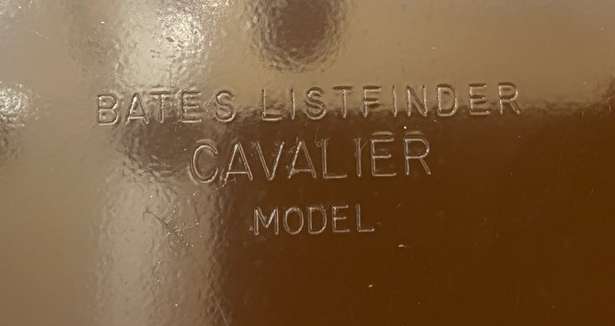 BATES LISTFINDER
CAVALIER
MODEL